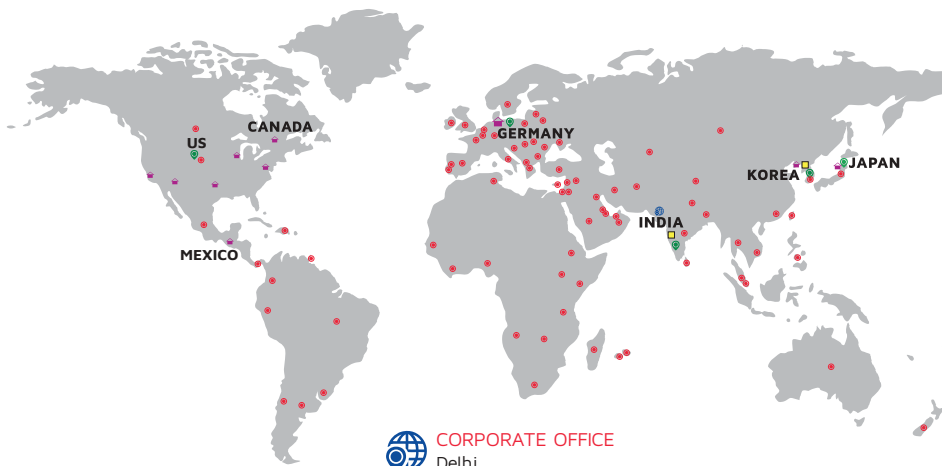 CANADA
US
GERMANY
JAPAN
KOREA
INDIA
MEXICO
CORPORATE OFFICE
Delhi